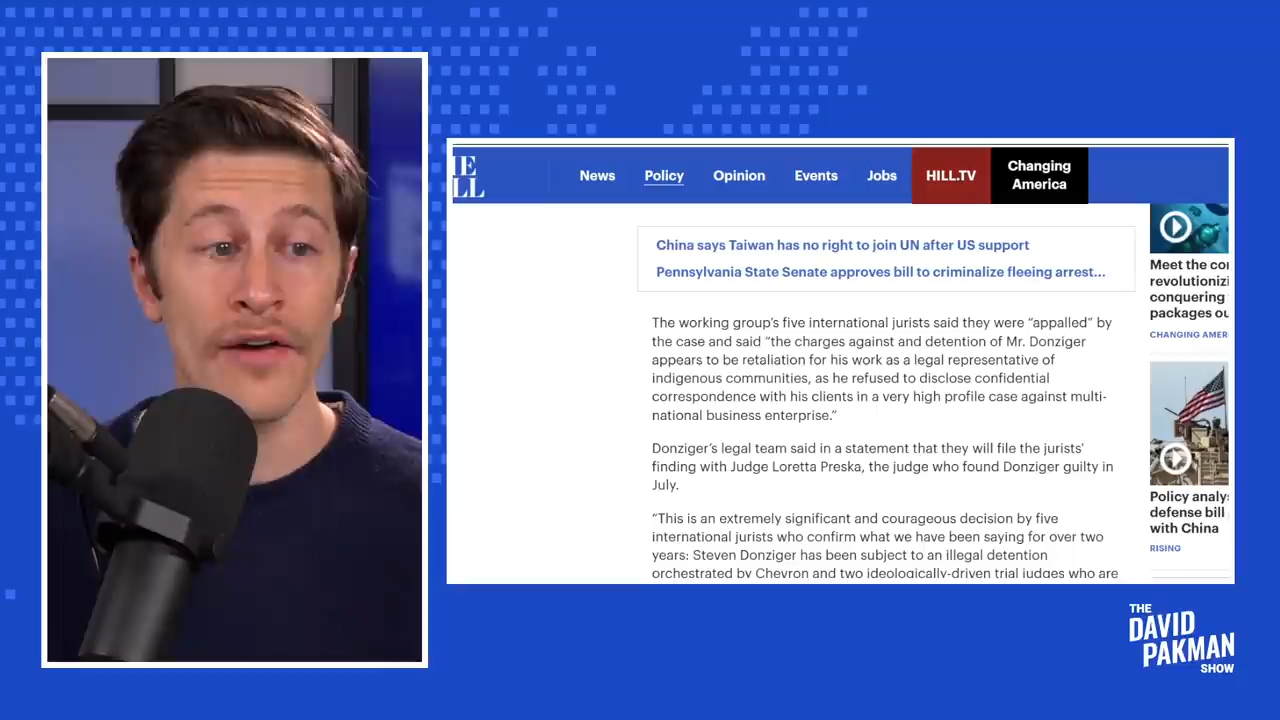 IE
LL
News
Policy
Opinion
Events
Jobs
HILL.TV
Changing
America
China says Taiwan has no right to join UN after US support
Pennsylvania State Senate approves bill to criminalize fleeing arrest...
The working group's five international jurists said they were “appalled” by
the case and said “the charges against and detention of Mr. Donziger
appears to be retaliation for his work as a legal representative of
indigenous communities, as he refused to disclose confidential
correspondence with his clients in a very high profile case against multi-
national business enterprise.”
Donziger's legal team said in a statement that they will file the jurists'
finding with Judge Loretta Preska, the judge who found Donziger guilty in
July.
“This is an extremely significant and courageous decision by five
international jurists who confirm what we have been saying for over two
years: Steven Donziger has been subject to an illegal detention
orchestrated by Chevron and two ideologically-driven trial judges who are
Meet the cor
revolutionizi
conquering
packages ou
CHANGING AMER
Policy analy
defense bill
with China
RISING
THE
DAVID
PAKMAN
SHOW